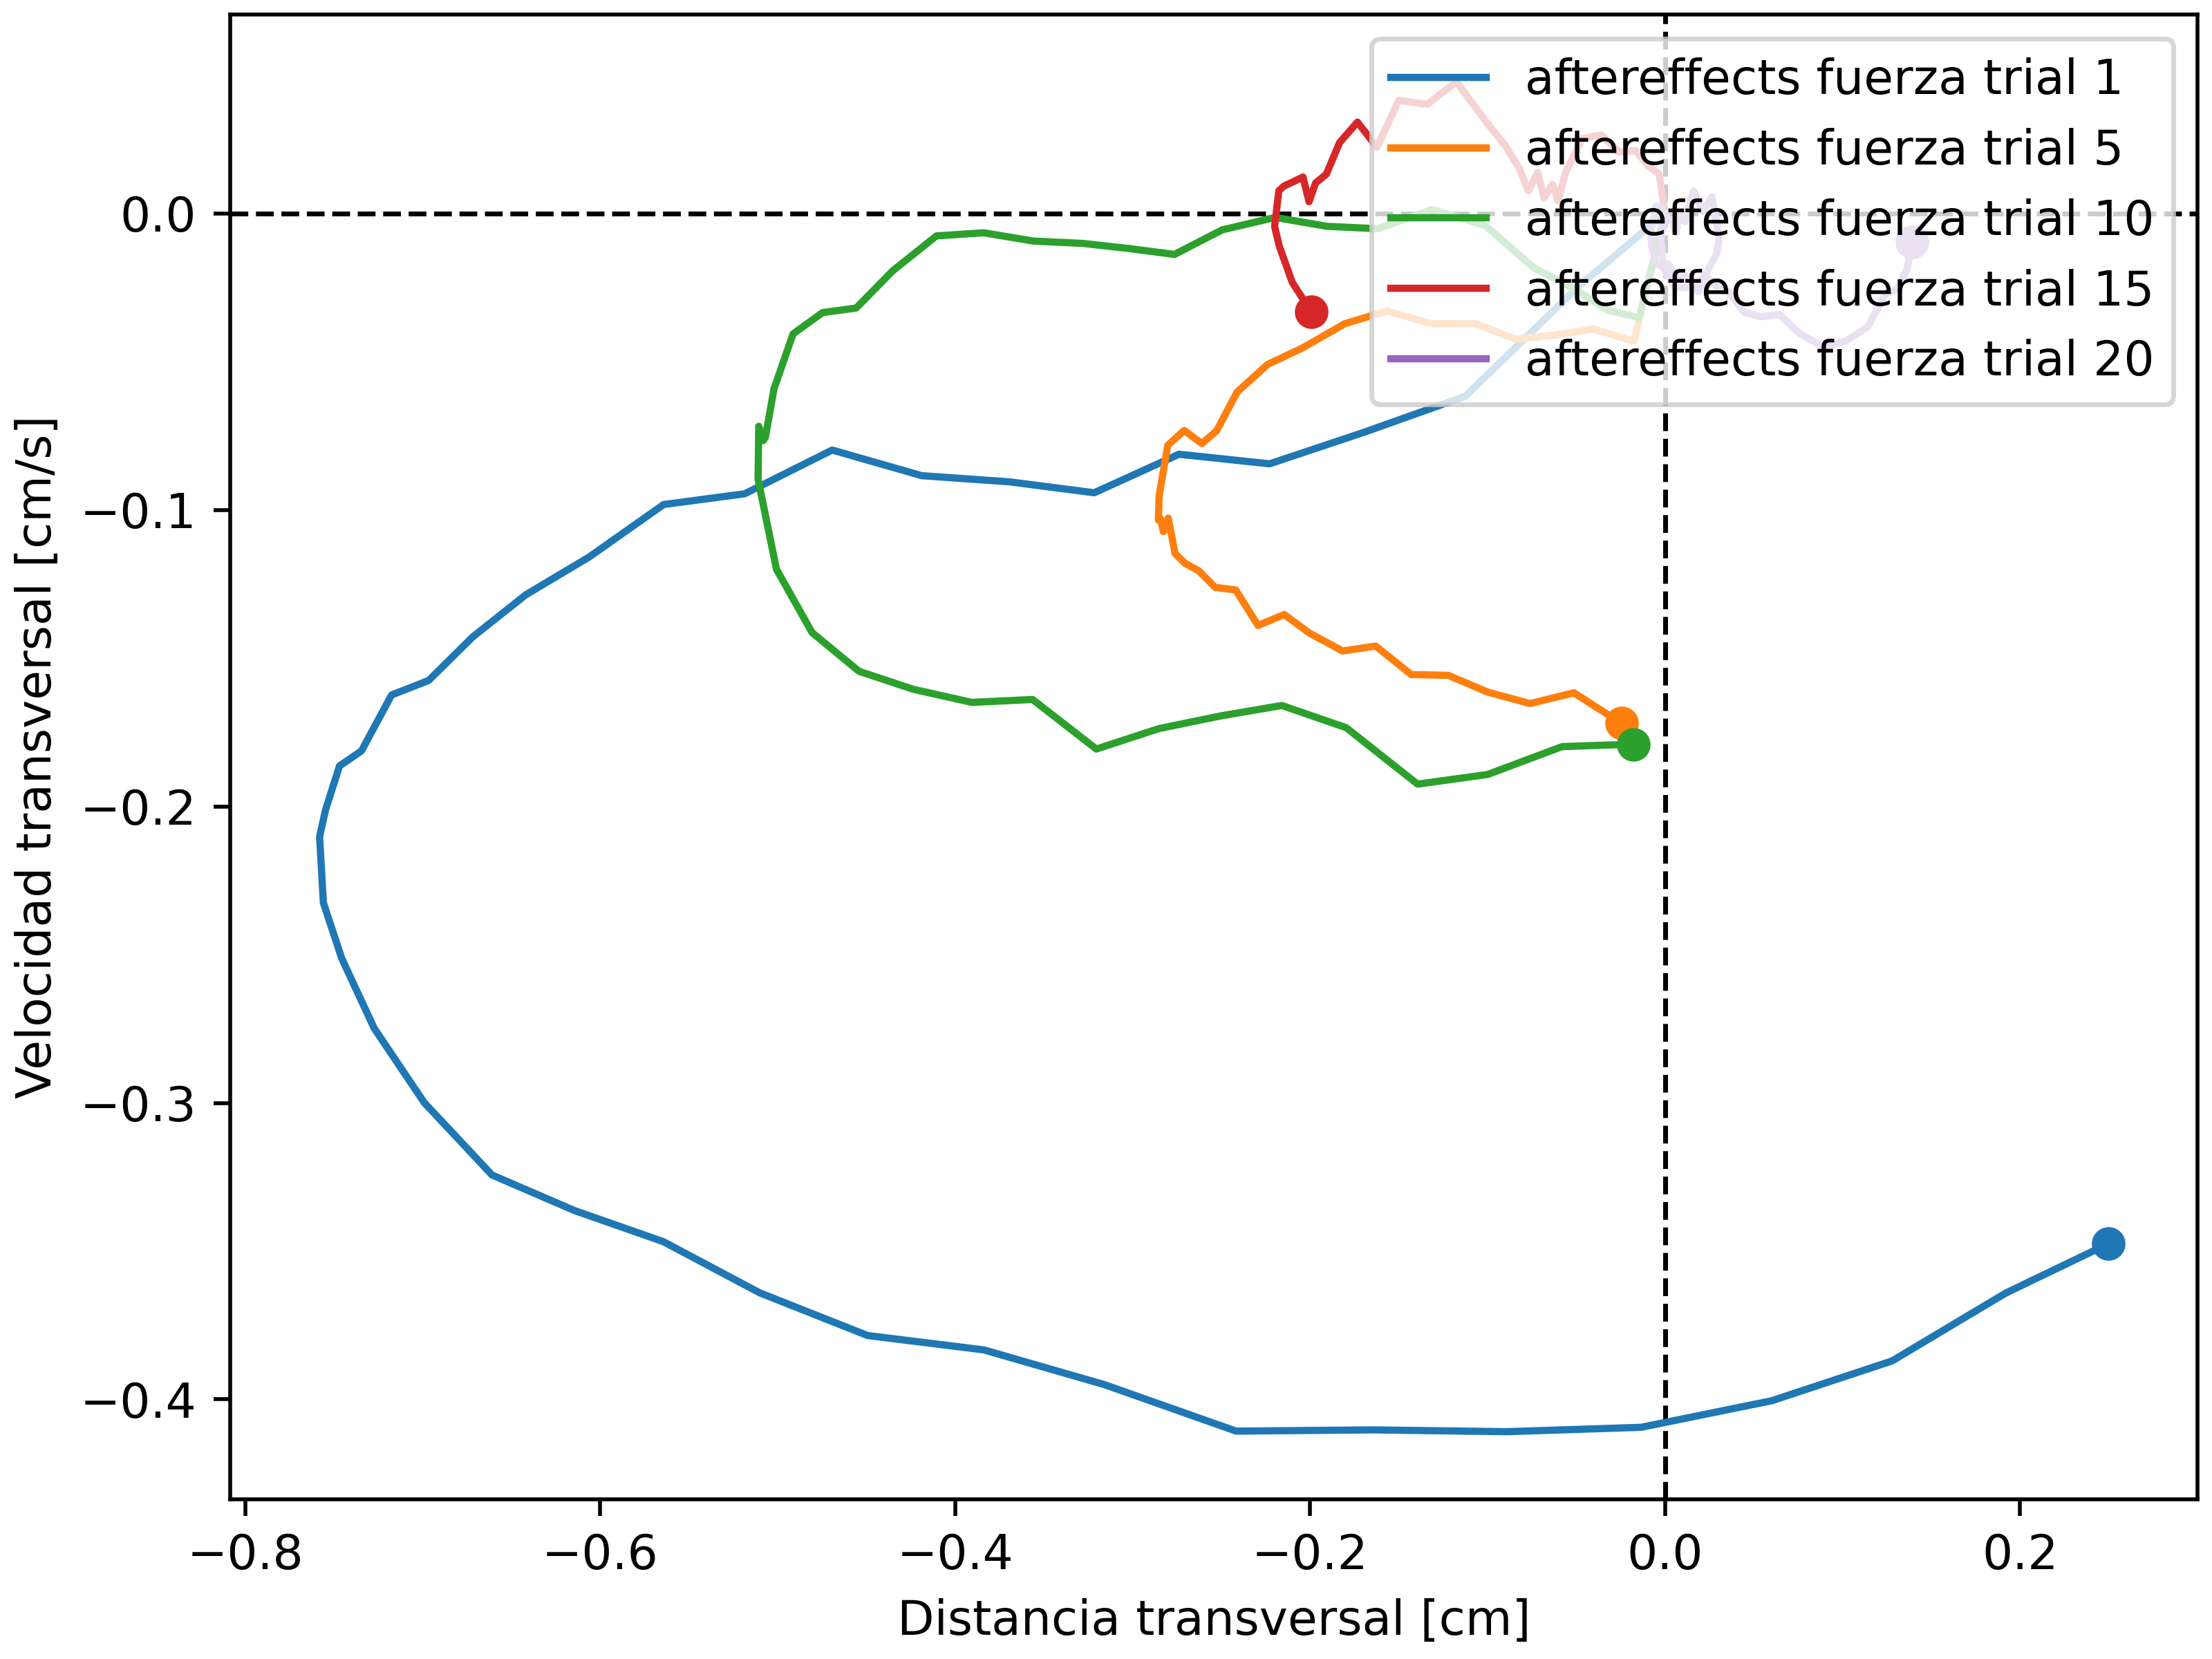 aftereffects fuerza trial 1
aftereffects fuerza trial 5
aftereffects fuerza trial 10
aftereffects fuerza trial 15
aftereffects fuerza trial 20
0.0
−0.1
−0.2
−0.3
−0.4
Velocidad transversal [cm/s]
−0.8
−0.6
−0.4
−0.2
0.0
0.2
Distancia transversal [cm]